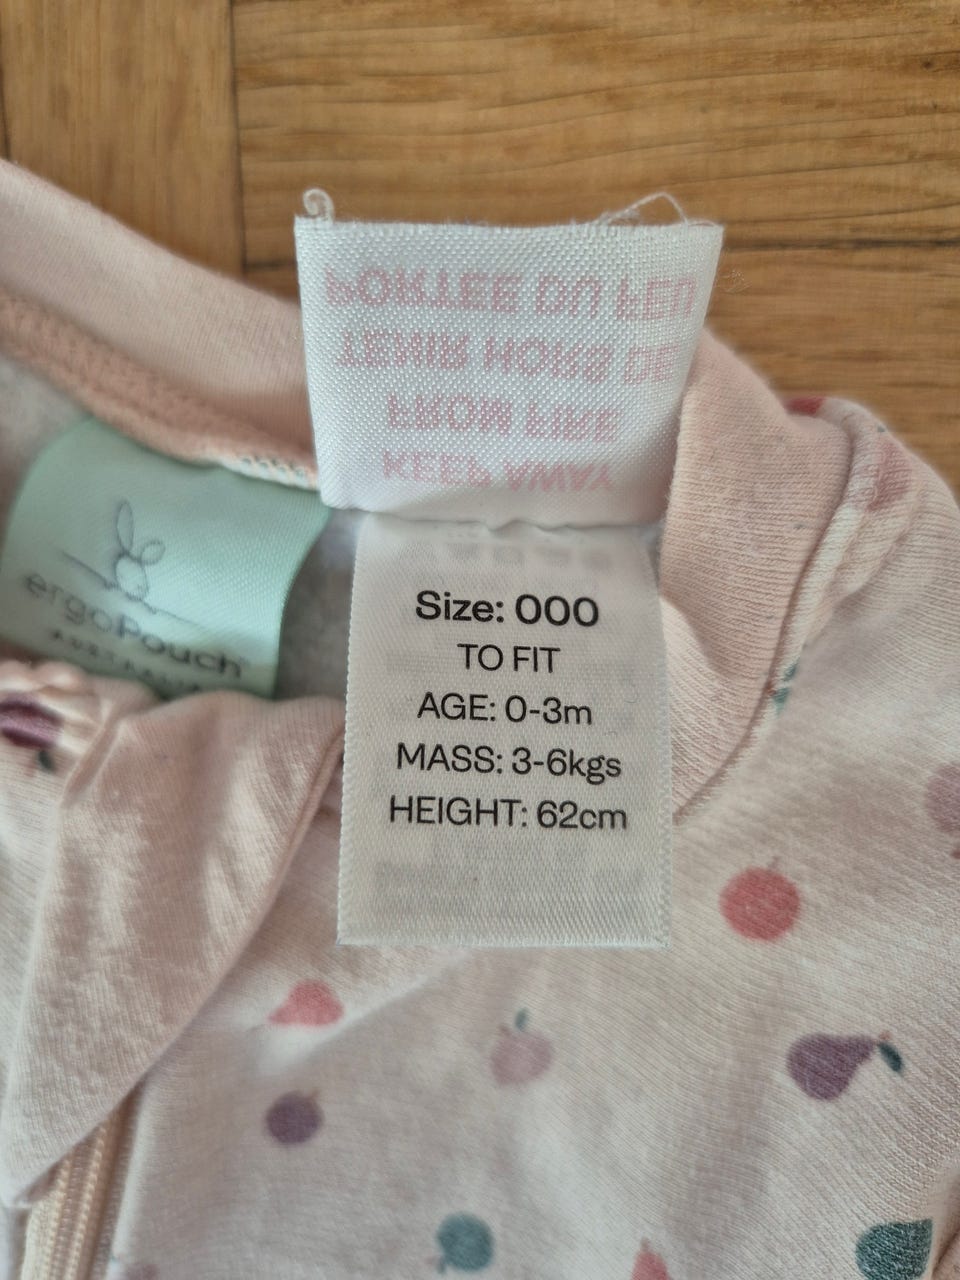 KEEP AWAY
FROM FIRE
TENIR HORS DE
PORTEE DU FEU
ergoPouch
AUSTRALIA
Size: 000
TO FIT
AGE: 0-3m
MASS: 3-6kgs
HEIGHT: 62cm